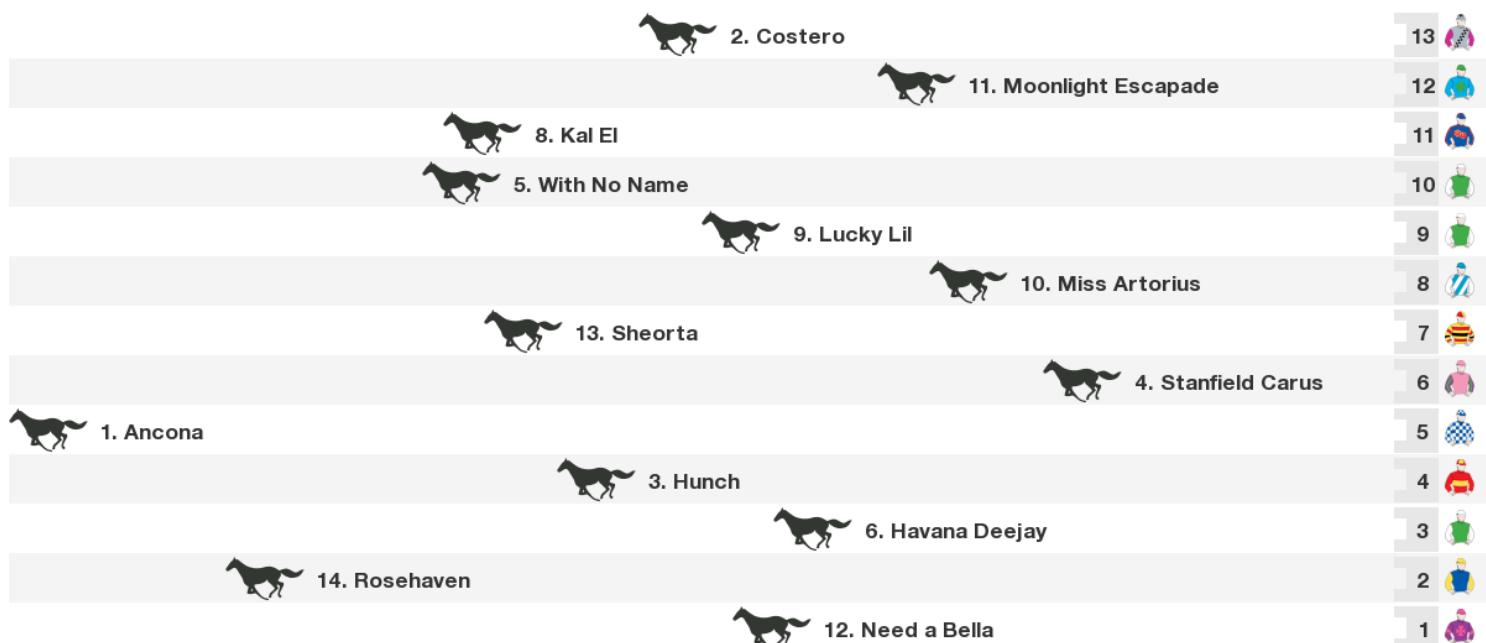 2. Costero 13
11. Moonlight Escapade 12
8. Kal El 11
5. With No Name 10
9. Lucky Lil 9
10. Miss Artorius 8
13. Sheorta 7
4. Stanfield Carus 6
1. Ancona 5
3. Hunch 4
6. Havana Deejay 3
14. Rosehaven 2
12. Need a Bella 1